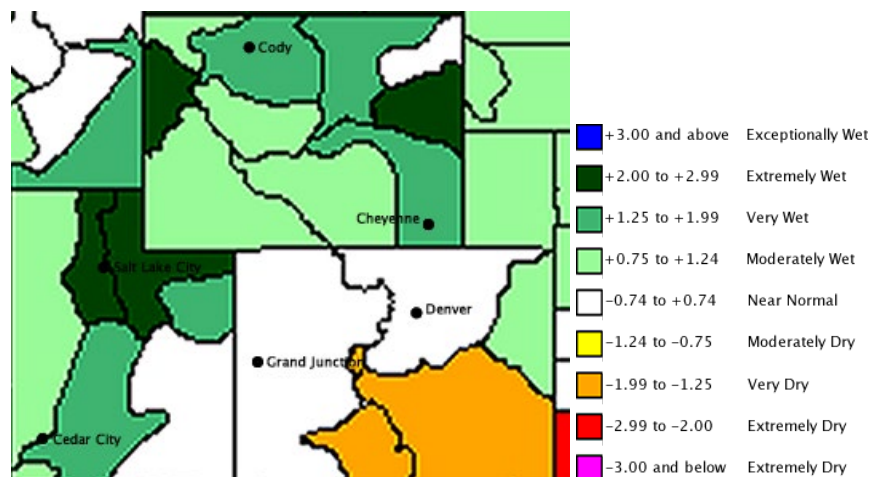 Cody
Cheyenne
Salt Lake City
Denver
Grand Junction
Cedar City
+3.00 and above Exceptionally Wet
+2.00 to +2.99 Extremely Wet
+1.25 to +1.99 Very Wet
+0.75 to +1.24 Moderately Wet
-0.74 to +0.74 Near Normal
-1.24 to -0.75 Moderately Dry
-1.99 to -1.25 Very Dry
-2.99 to -2.00 Extremely Dry
-3.00 and below Extremely Dry